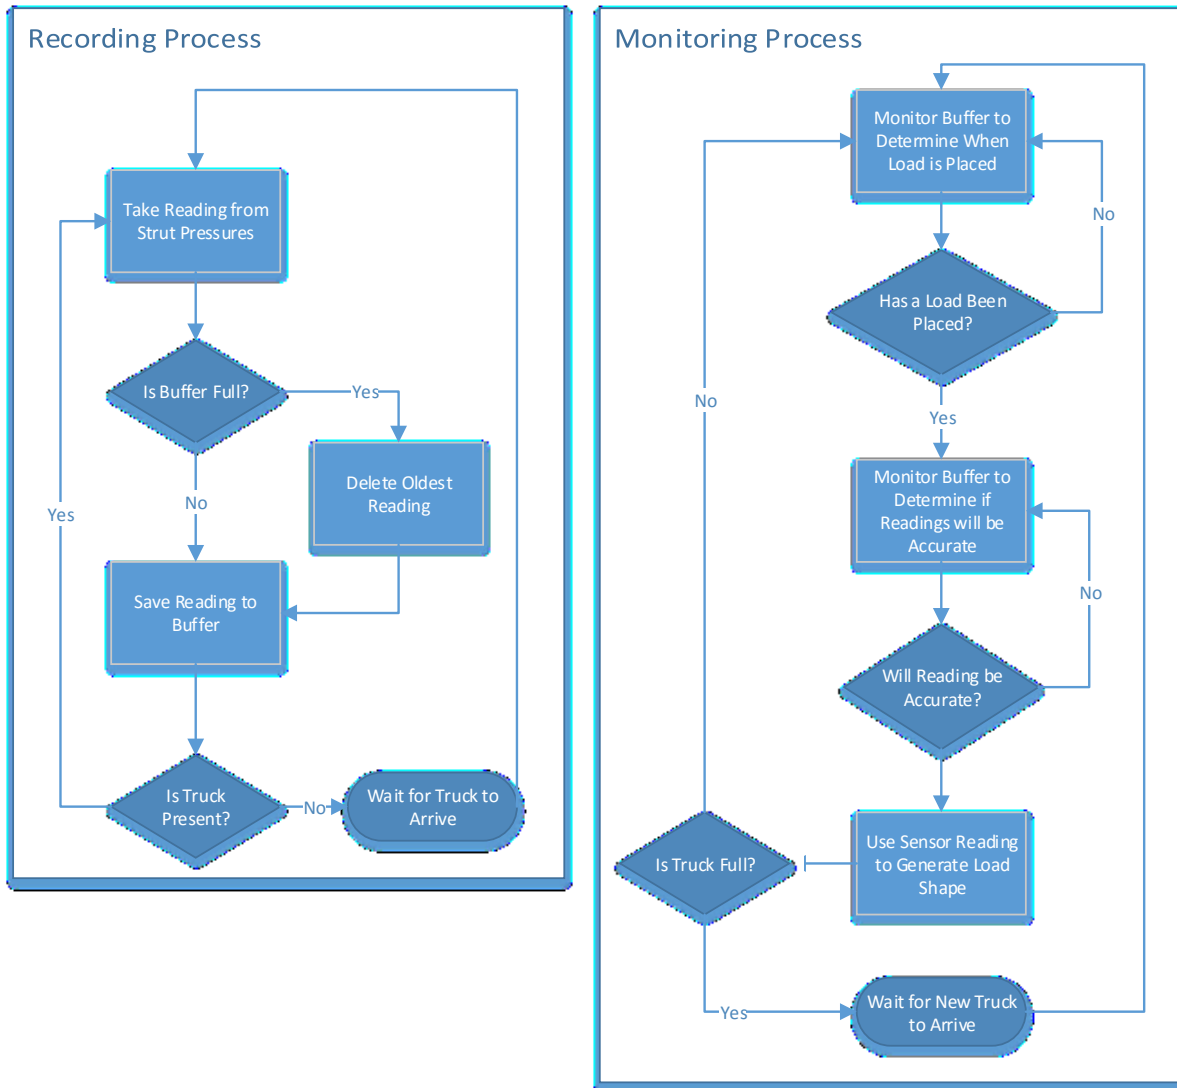 Recording Process
Take Reading from
Strut Pressures
Is Buffer Full?
Yes
Delete Oldest
Reading
No
Yes
Save Reading to
Buffer
Is Truck
Present?
No
Wait for Truck to
Arrive
Monitoring Process
Monitor Buffer to
Determine When
Load is Placed
No
Has a Load Been
Placed?
No
Yes
Monitor Buffer to
Determine if
Readings will be
Accurate
No
Will Reading be
Accurate?
Use Sensor Reading
to Generate Load
Shape
Is Truck Full?
Yes
Wait for New Truck
to Arrive